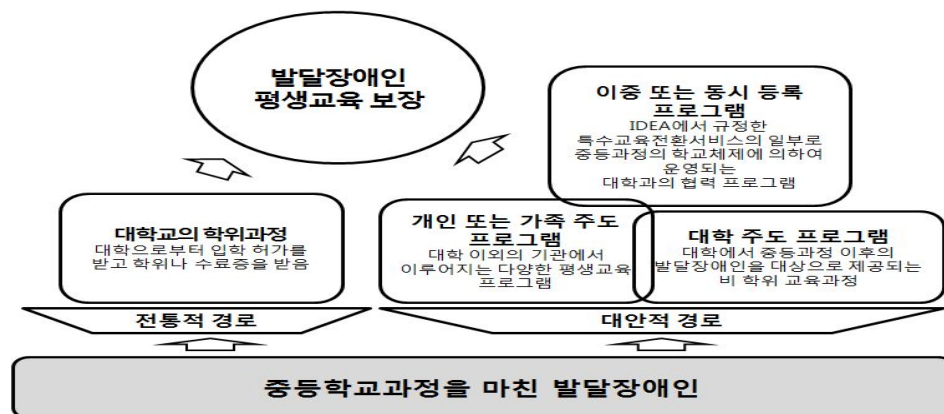 발달장애인
평생교육 보장
이중 또는 동시 등록
프로그램
IDEA에서 규정한
특수교육전환서비스의 일부로
중등과정의 학교체제에 의하여
운영되는
대학과의 협력 프로그램
대학교의 학위과정
대학으로부터 입학 허가를
받고 학위나 수료증을 받음
개인 또는 가족 주도
프로그램
대학 이외의 기관에서
이루어지는 다양한 평생교육
프로그램
대학 주도 프로그램
대학에서 중등과정 이후의
발달장애인을 대상으로 제공되는
비 학위 교육과정
전통적 경로
대안적 경로
중등학교과정을 마친 발달장애인